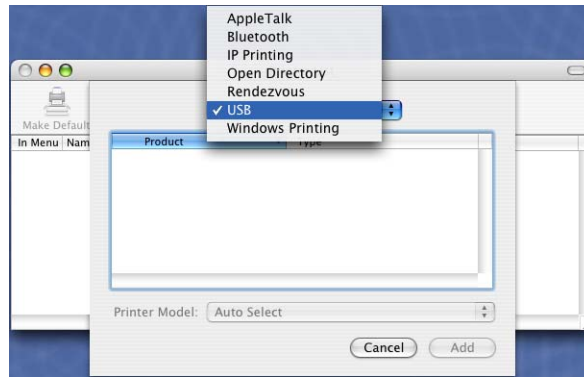 AppleTalk
Bluetooth
IP Printing
Open Directory
Rendezvous
✓ USB
Windows Printing
Make Default
In Menu Nam
Product Type
Printer Model: Auto Select
Cancel Add